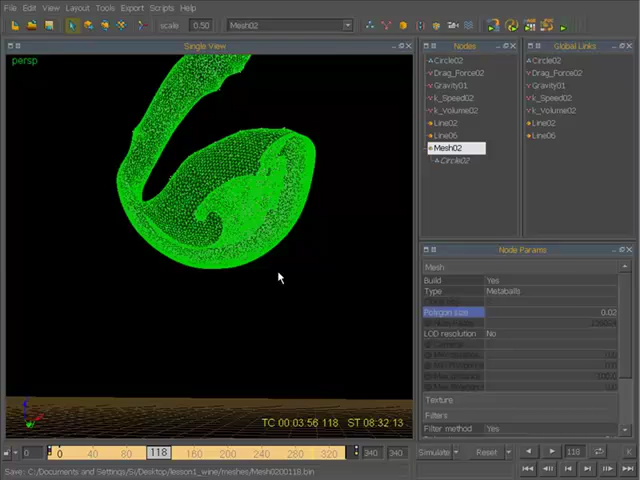 File Edit View Layout Tools Export Scripts Help
scale 0.50 Mesh02
Single View
persp
TC 00:03:56 118 ST 08:32 13
Nodes
Circle02
Drag_Force02
Gravity01
k_Speed02
k_Volume02
Line02
Line06
Mesh02
Circle02
Global Links
Circle02
Drag_Force02
Gravity01
k_Speed02
k_Volume02
Line02
Line06
Node Params
Mesh
Build Yes
Type Metaballs
Polygon size 0.02
LOD resolution No
Texture
Filters
Filter method Yes
0 0 40 80 118 160 200 240 280 320 340 340
Simulate Reset 118
Save: C:/Documents and Settings/Si/Desktop/lesson1_wine/meshes/Mesh0200118.bin